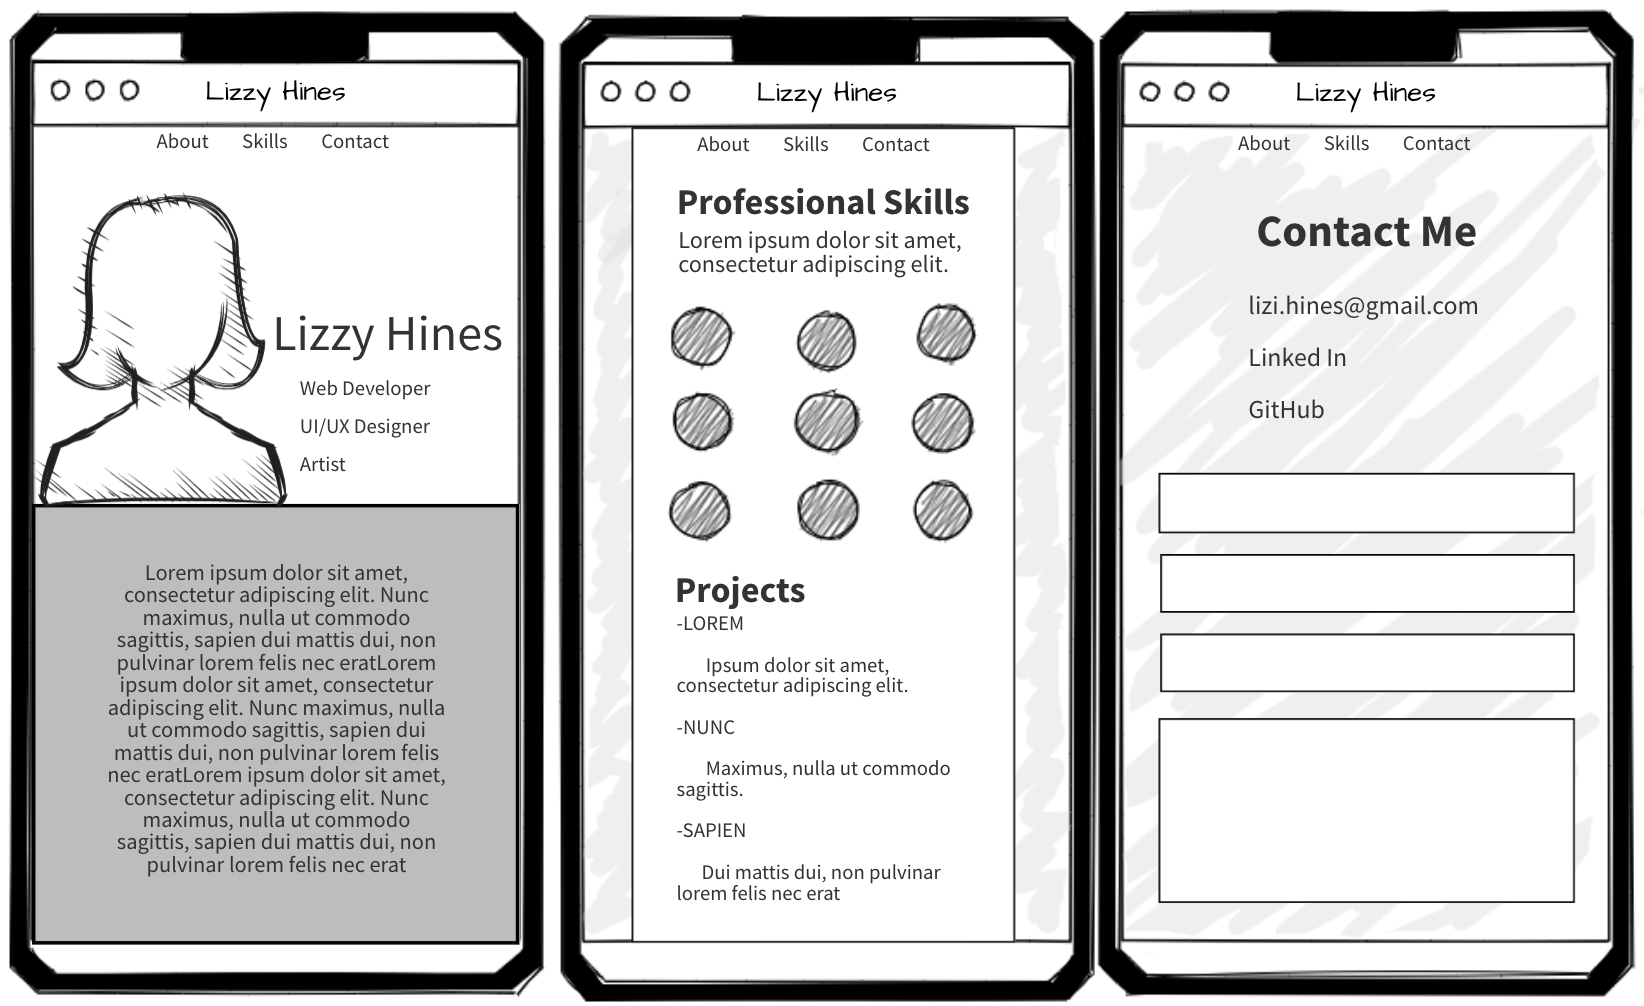 Lizzy Hines
About Skills Contact
Lizzy Hines
Web Developer
UI/UX Designer
Artist
Lorem ipsum dolor sit amet,
consectetur adipiscing elit. Nunc
maximus, nulla ut commodo
sagittis, sapien dui mattis dui, non
pulvinar lorem felis nec eratLorem
ipsum dolor sit amet, consectetur
adipiscing elit. Nunc maximus, nulla
ut commodo sagittis, sapien dui
mattis dui, non pulvinar lorem felis
nec eratLorem ipsum dolor sit amet,
consectetur adipiscing elit. Nunc
maximus, nulla ut commodo
sagittis, sapien dui mattis dui, non
pulvinar lorem felis nec erat
Lizzy Hines
About Skills Contact
Professional Skills
Lorem ipsum dolor sit amet,
consectetur adipiscing elit.
Projects
-LOREM
Ipsum dolor sit amet,
consectetur adipiscing elit.
-NUNC
Maximus, nulla ut commodo
sagittis.
-SAPIEN
Dui mattis dui, non pulvinar
lorem felis nec erat
Lizzy Hines
About Skills Contact
Contact Me
lizi.hines@gmail.com
Linked In
GitHub